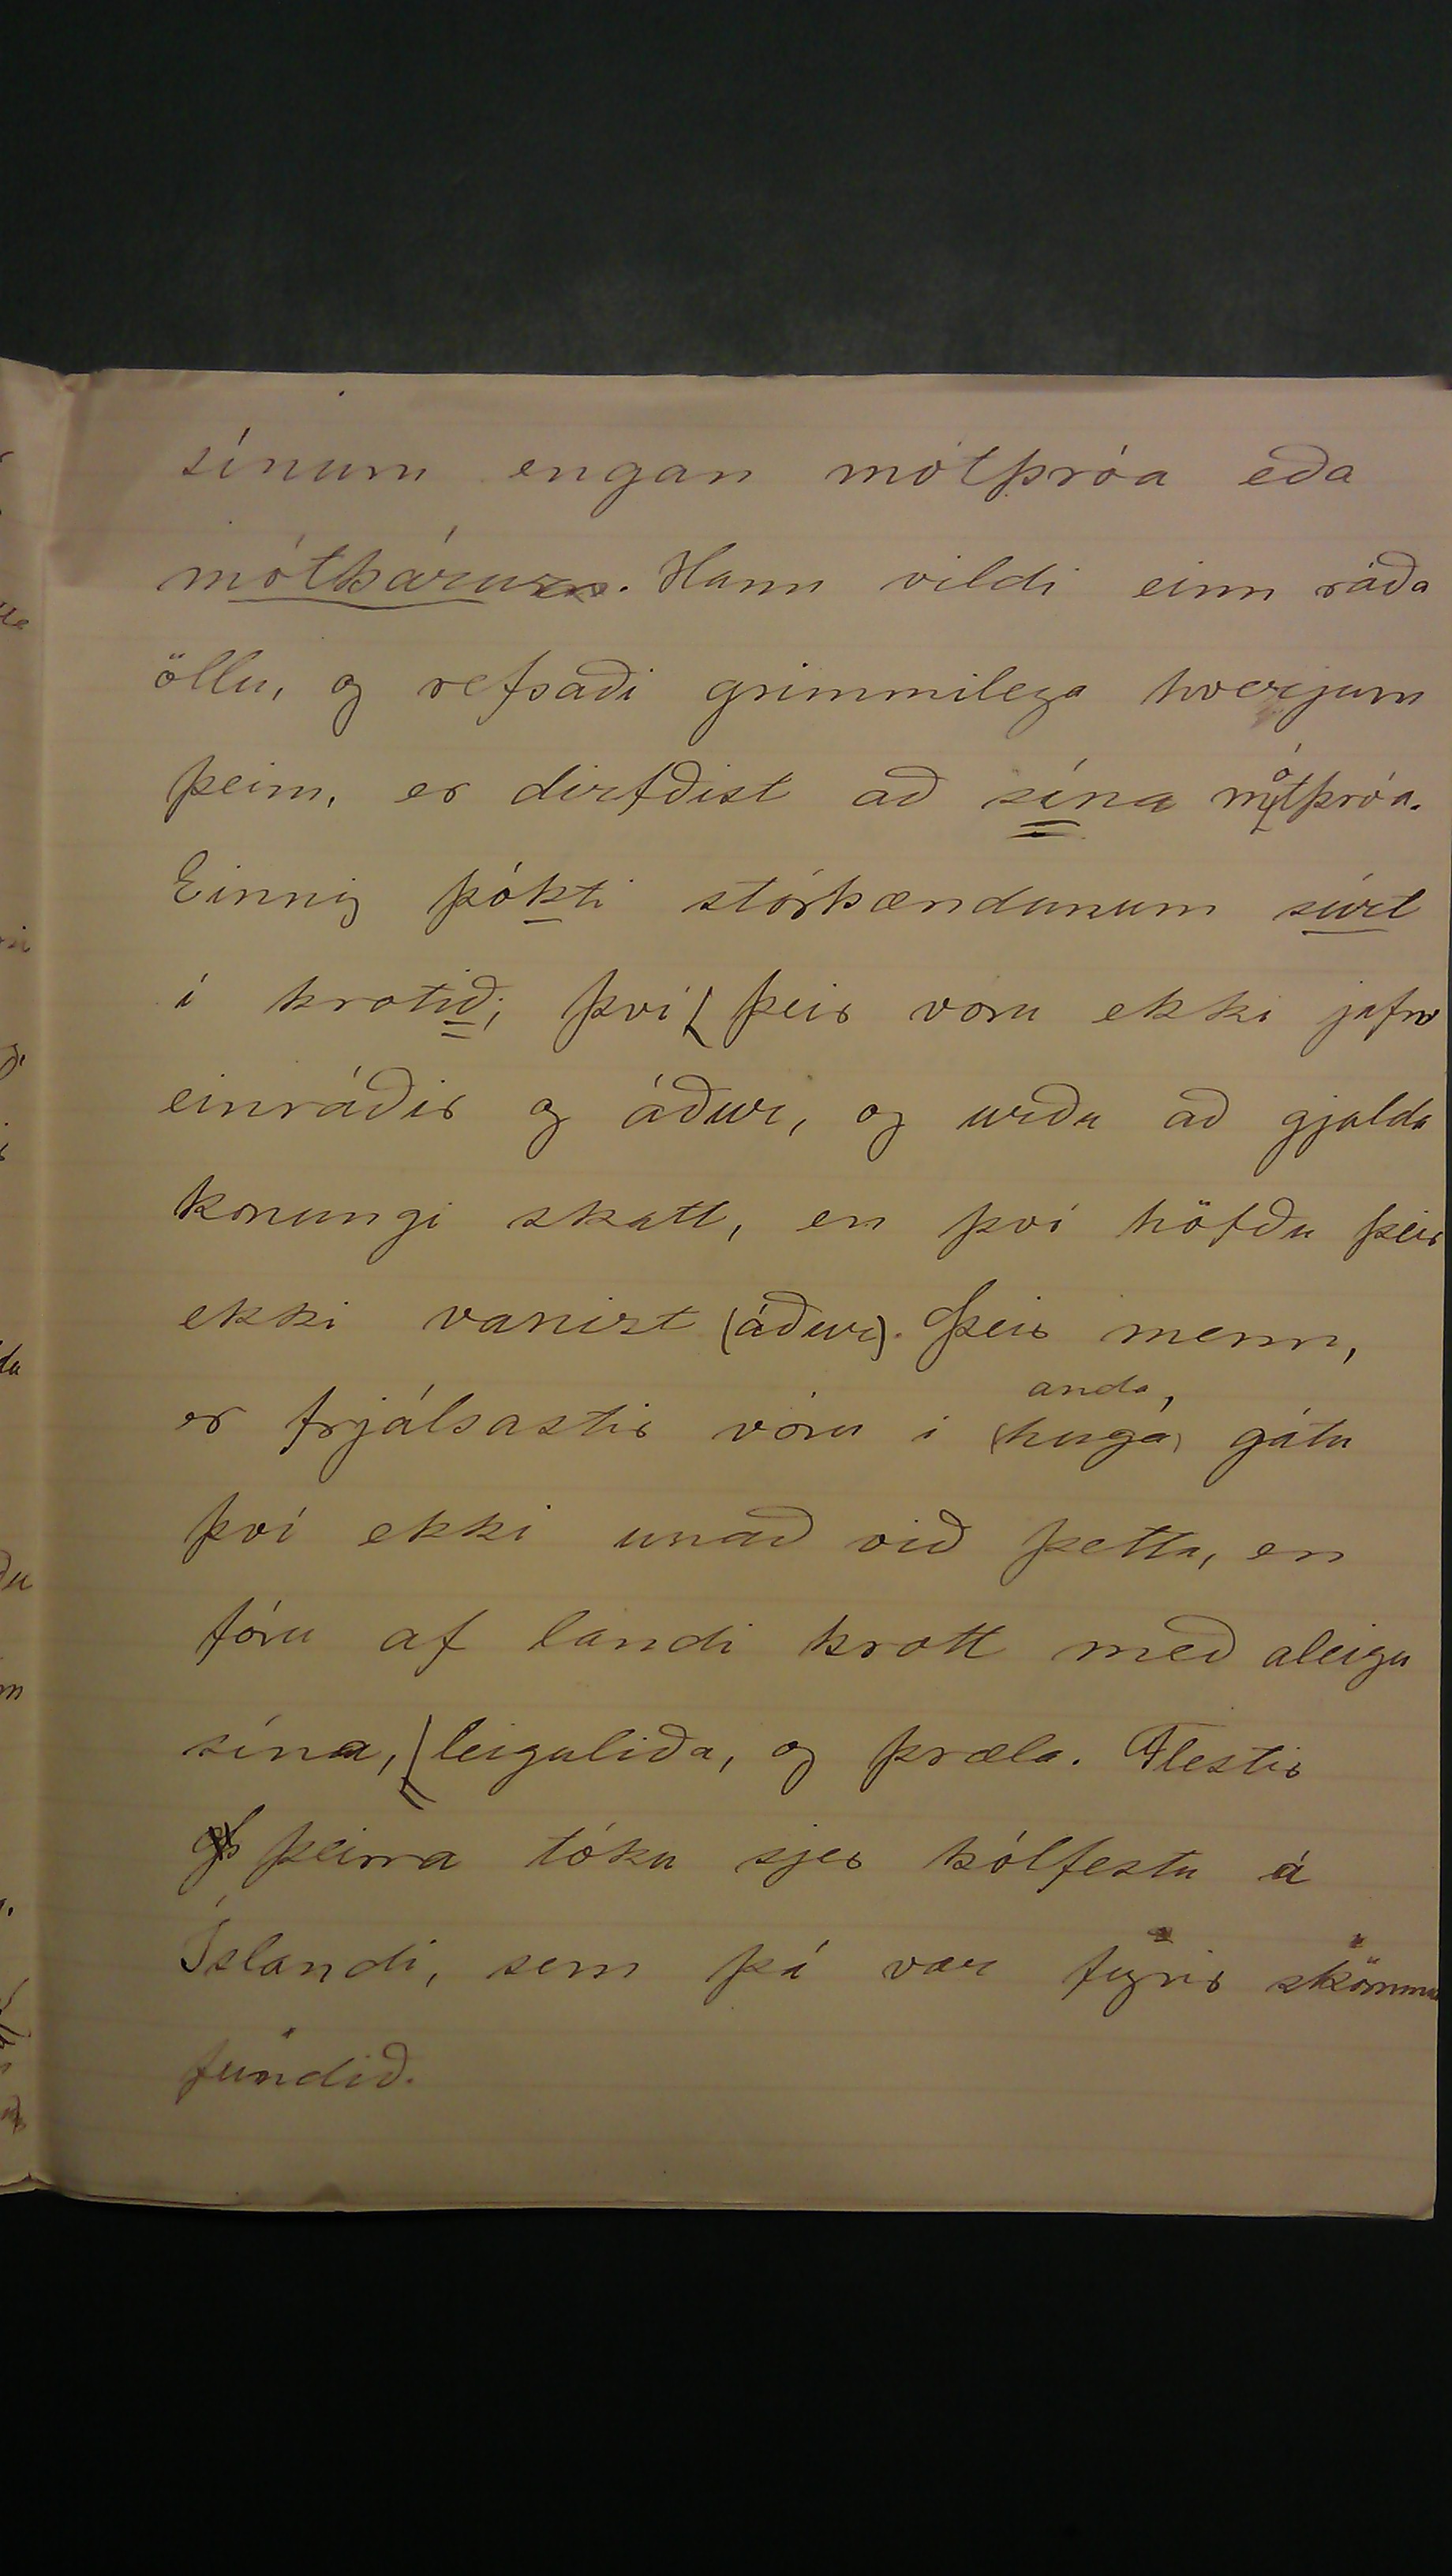 sínum engan mótþróa eða
mótbárum. Hann vildi einn ráða
öllu, og refsaði grimmilega hverjum
þeim, er dirfðist að sína mótþróa.
Einnig þókti stórbændunum súrt
í brotið; því þeir voru ekki jafn
einráðir og áður, og urðu að gjalda
konungi skatt, en því höfðu þeir
ekki vanist (áður). Þeir menn,
anda,
er frjálsastir vóru í (huga) gátu
því ekki unað við þetta, en
fóru af landi brott með aleigu
sína, leiguliða, og þræla. Flestir
þeirra tóku sjer bólfestu á
Íslandi, sem þá var fyrir skömmu
fundið.